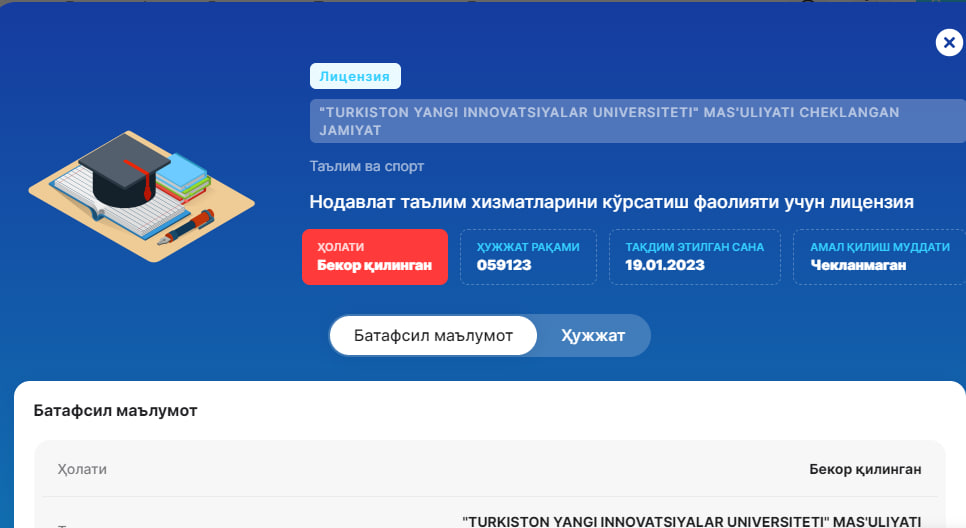 Лицензия
"TURKISTON YANGI INNOVATSIYALAR UNIVERSITETI" MAS'ULIYATI CHEKLANGAN
JAMIYAT
Таълим ва спорт
Нодавлат таълим хизматларини кўрсатиш фаолияти учун лицензия
ҲОЛАТИ
Бекор қилинган
ҲУЖЖАТ РАҚАМИ
059123
ТАҚДИМ ЭТИЛГАН САНА
19.01.2023
АМАЛ ҚИЛИШ МУДДАТИ
Чекланмаган
Батафсил маълумот
Ҳужжат
Батафсил маълумот
Ҳолати
Бекор қилинган
"TURKISTON YANGI INNOVATSIYALAR UNIVERSITETI" MAS'ULIYATI